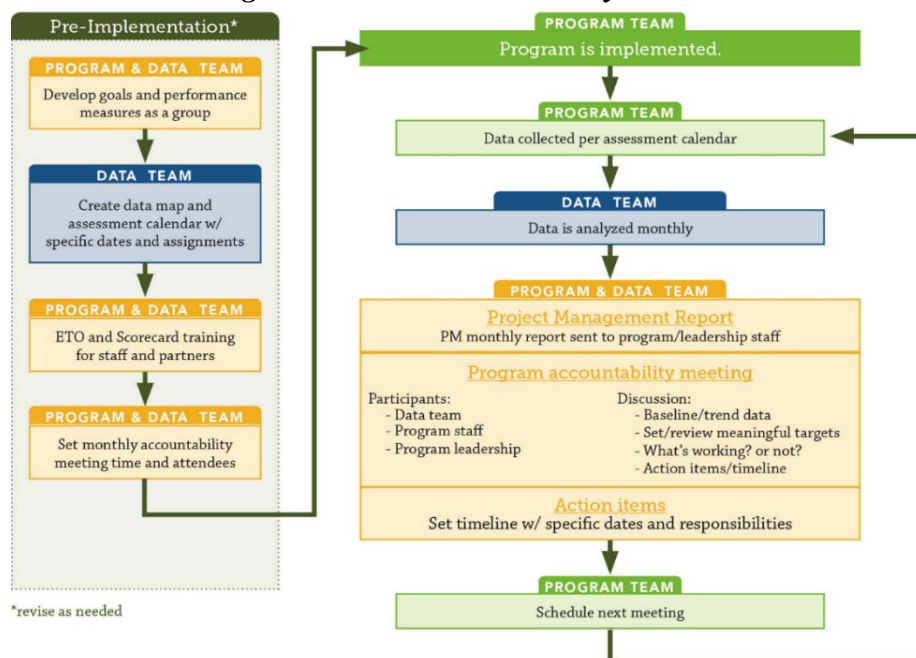 Pre-Implementation*
PROGRAM & DATA TEAM
Develop goals and performance
measures as a group
DATA TEAM
Create data map and
assessment calendar w/
specific dates and assignments
PROGRAM & DATA TEAM
ETO and Scorecard training
for staff and partners
PROGRAM & DATA TEAM
Set monthly accountability
meeting time and attendees
*revise as needed
PROGRAM TEAM
Program is implemented.
PROGRAM TEAM
Data collected per assessment calendar
DATA TEAM
Data is analyzed monthly
PROGRAM & DATA TEAM
Project Management Report
PM monthly report sent to program/leadership staff
Program accountability meeting
Participants:
- Data team
- Program staff
- Program leadership
Discussion:
- Baseline/trend data
- Set/review meaningful targets
- What's working? or not?
- Action items/timeline
Action items
Set timeline w/ specific dates and responsibilities
PROGRAM TEAM
Schedule next meeting